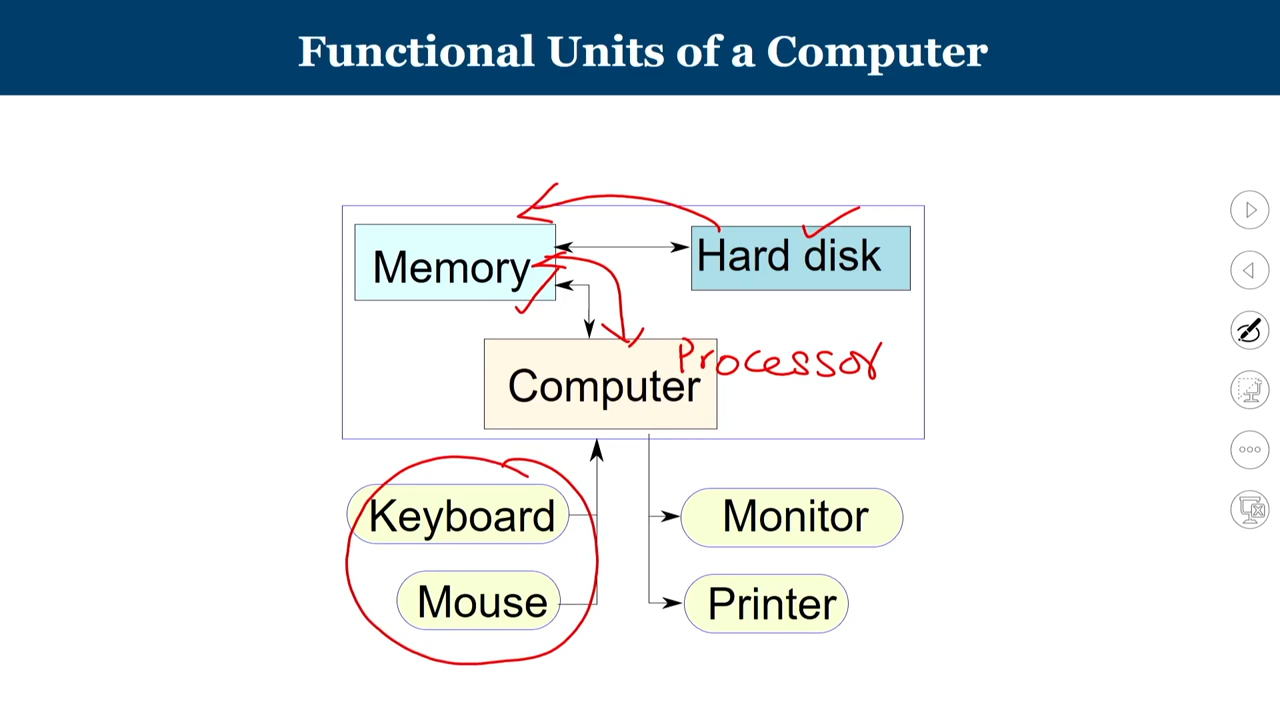 Functional Units of a Computer
Memory
Hard disk
Processor
Computer
Keyboard
Monitor
Mouse
Printer